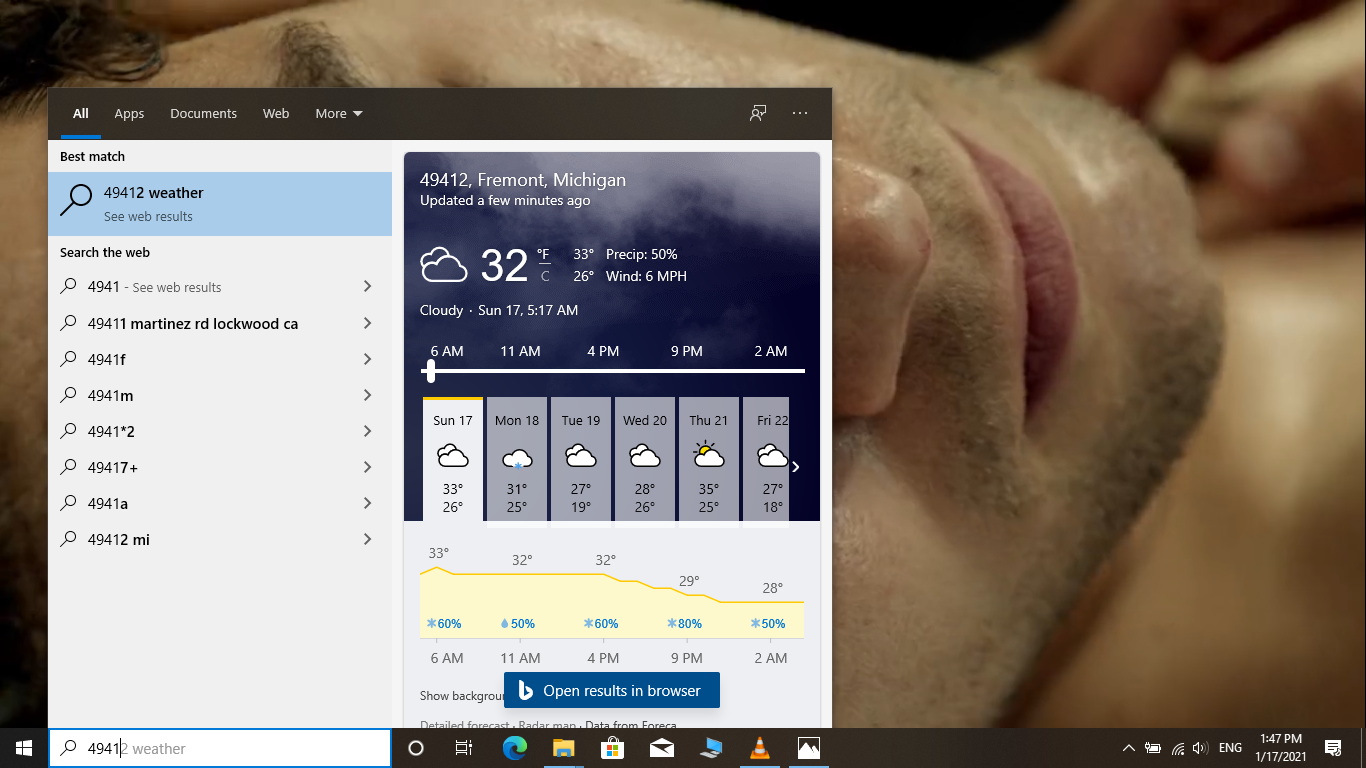 All Apps Documents Web More
Best match
49412 weather
See web results
Search the web
4941 - See web results
49411 martinez rd lockwood ca
4941f
4941m
4941*2
49417+
4941a
49412 mi
49412, Fremont, Michigan
Updated a few minutes ago
32 °F C 33° 26° Precip: 50% Wind: 6 MPH
Cloudy · Sun 17, 5:17 AM
6 AM 11 AM 4 PM 9 PM 2 AM
Sun 17 Mon 18 Tue 19 Wed 20 Thu 21 Fri 22
33° 31° 27° 28° 35° 27°
26° 25° 19° 26° 25° 18°
33° 32° 32° 29° 28°
60% 50% 60% 80% 50%
6 AM 11 AM 4 PM 9 PM 2 AM
Open results in browser
Show backgroun
Detailed forecast · Radar map · Data from Foreca
49412 weather
ENG
1:47 PM
1/17/2021